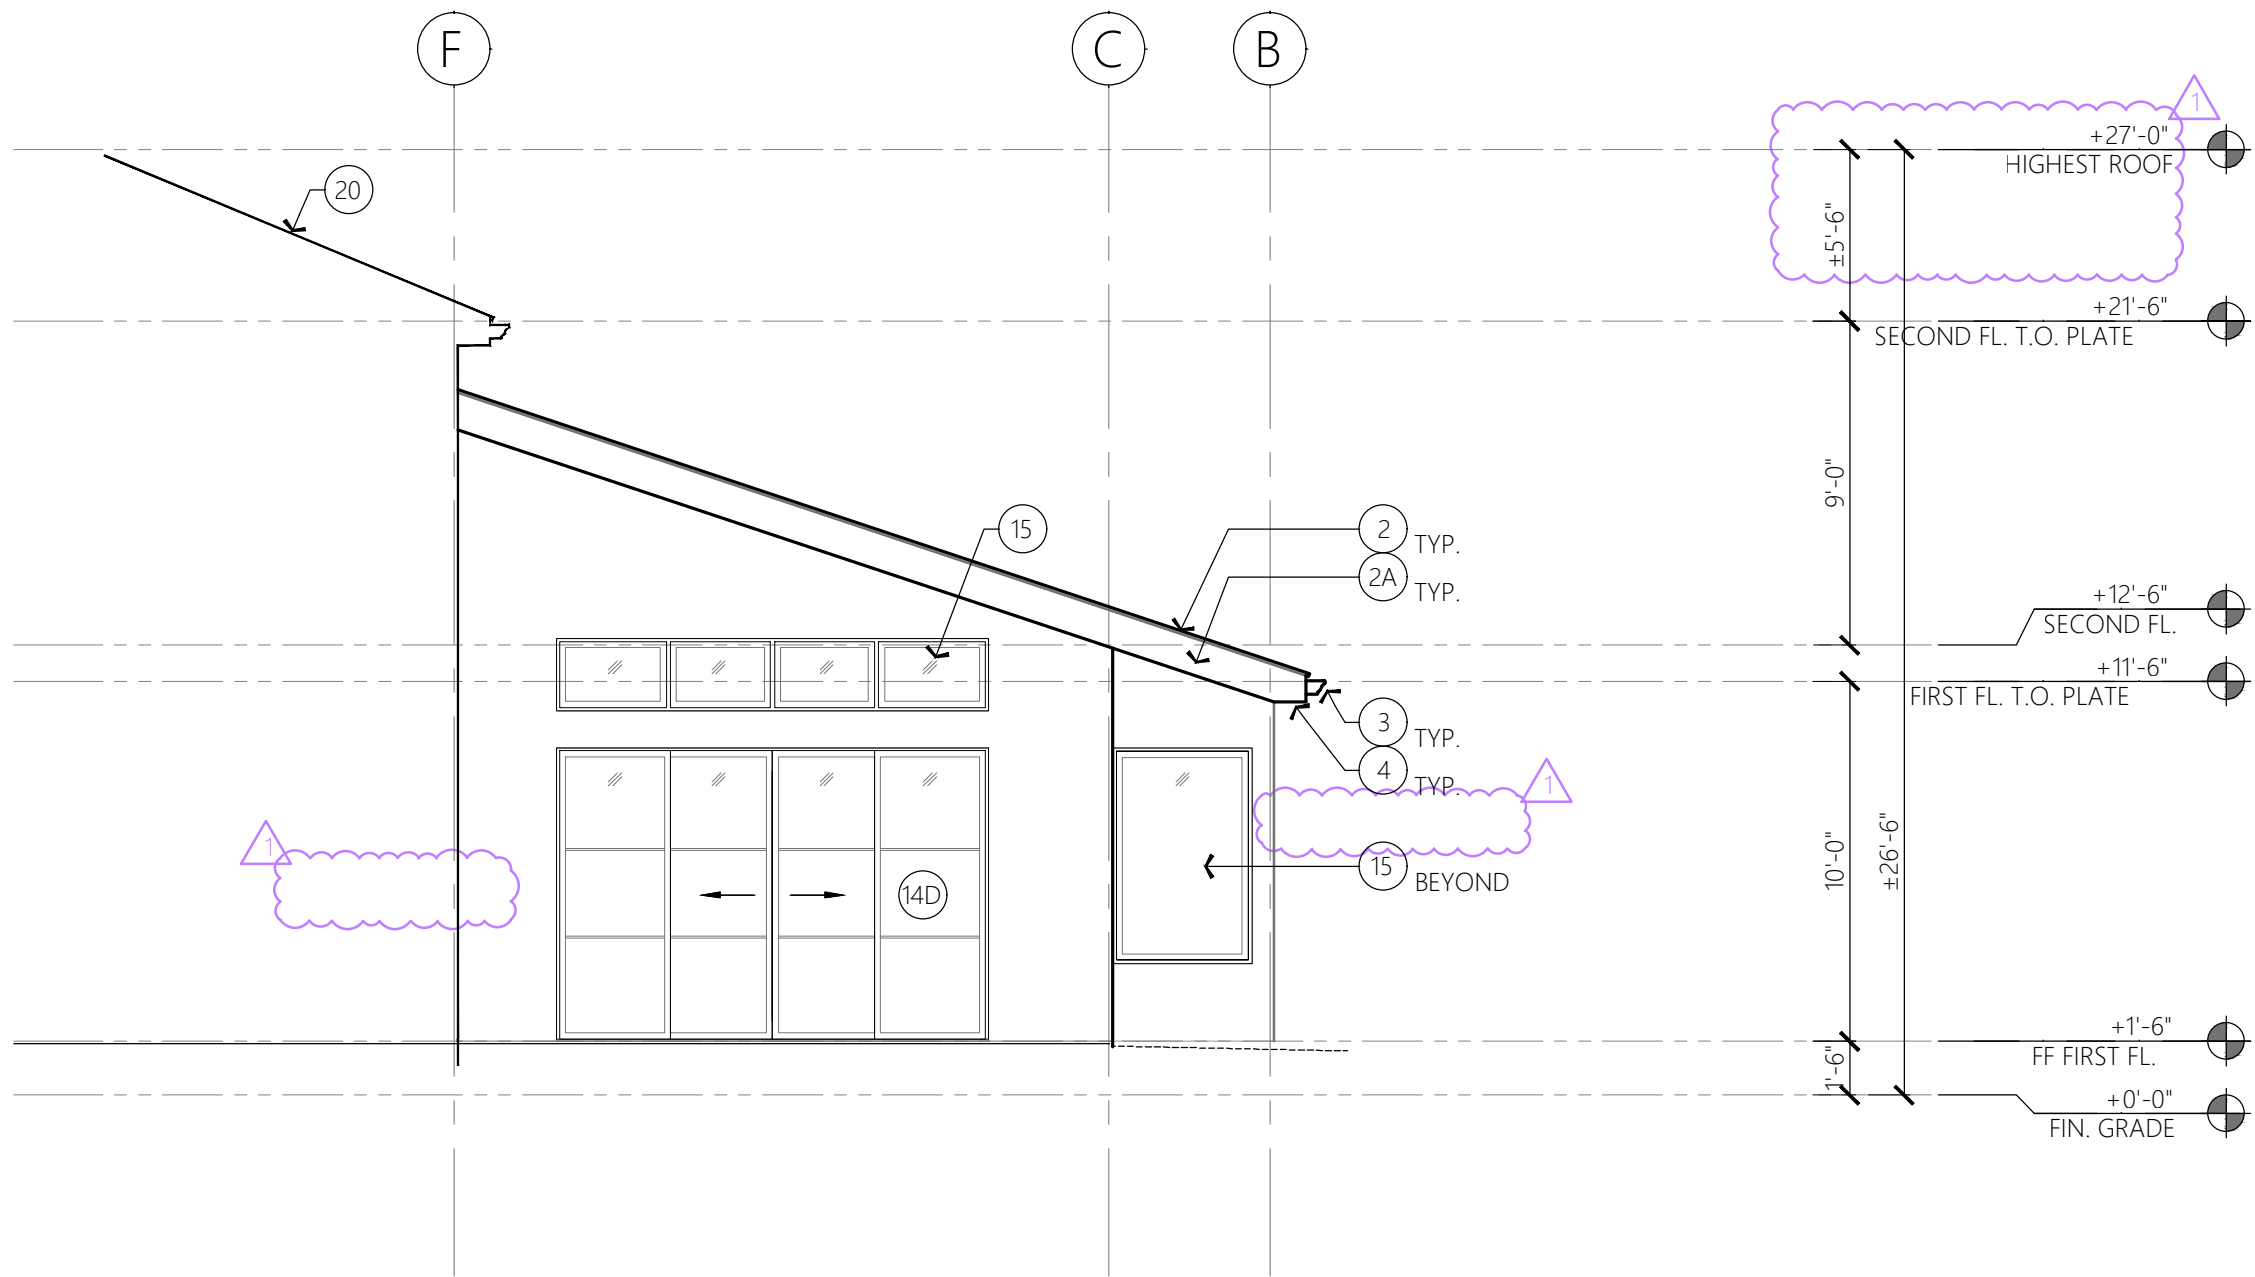 F
C
B
1
+27'-0"
HIGHEST ROOF
20
±5'-6"
+21'-6"
SECOND FL. T.O. PLATE
9'-0"
15
2
TYP.
2A
TYP.
+12'-6"
SECOND FL.
+11'-6"
FIRST FL. T.O. PLATE
3
TYP.
4
TYP.
1
1
15
BEYOND
14D
10'-0"
±26'-6"
+1'-6"
FF FIRST FL.
1'-6"
+0'-0"
FIN. GRADE